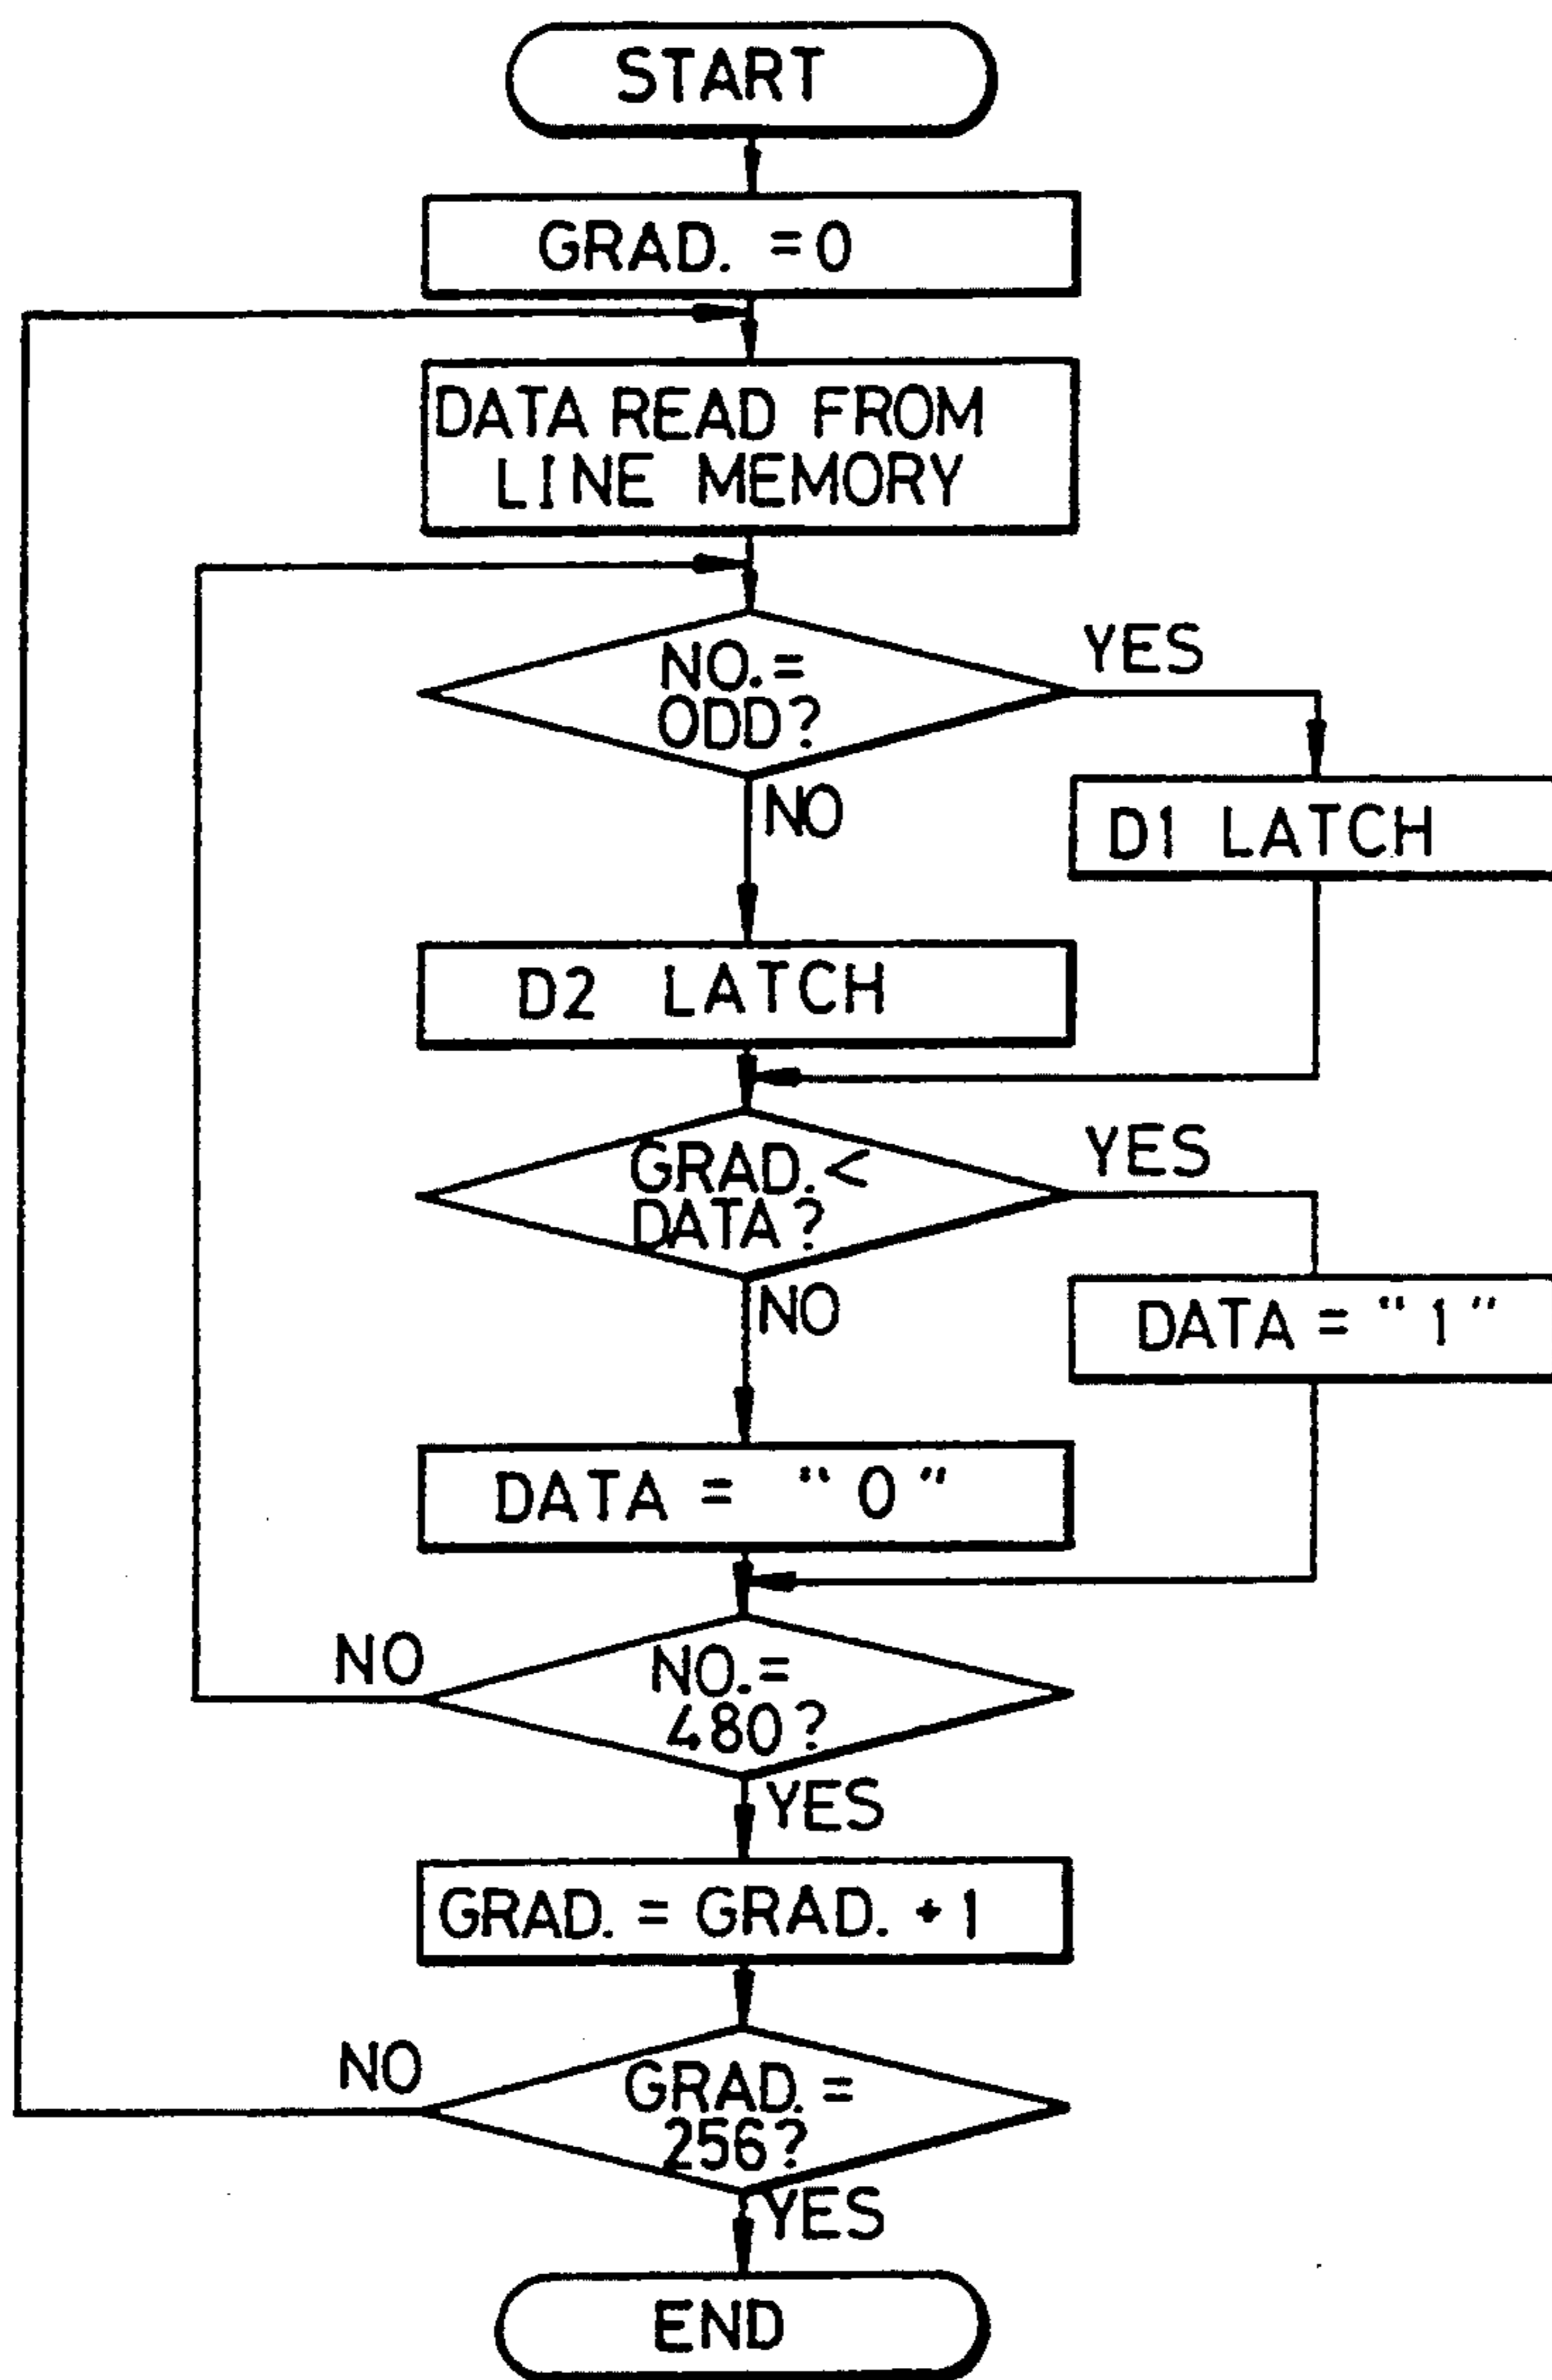 START
GRAD. =0
DATA READ FROM
LINE MEMORY
NO.=
ODD?
YES
NO
D1 LATCH
D2 LATCH
GRAD.<
DATA?
YES
NO
DATA = "1"
DATA = "0"
NO.=
480?
NO
YES
GRAD. = GRAD. +1
GRAD.=
256?
NO
YES
END